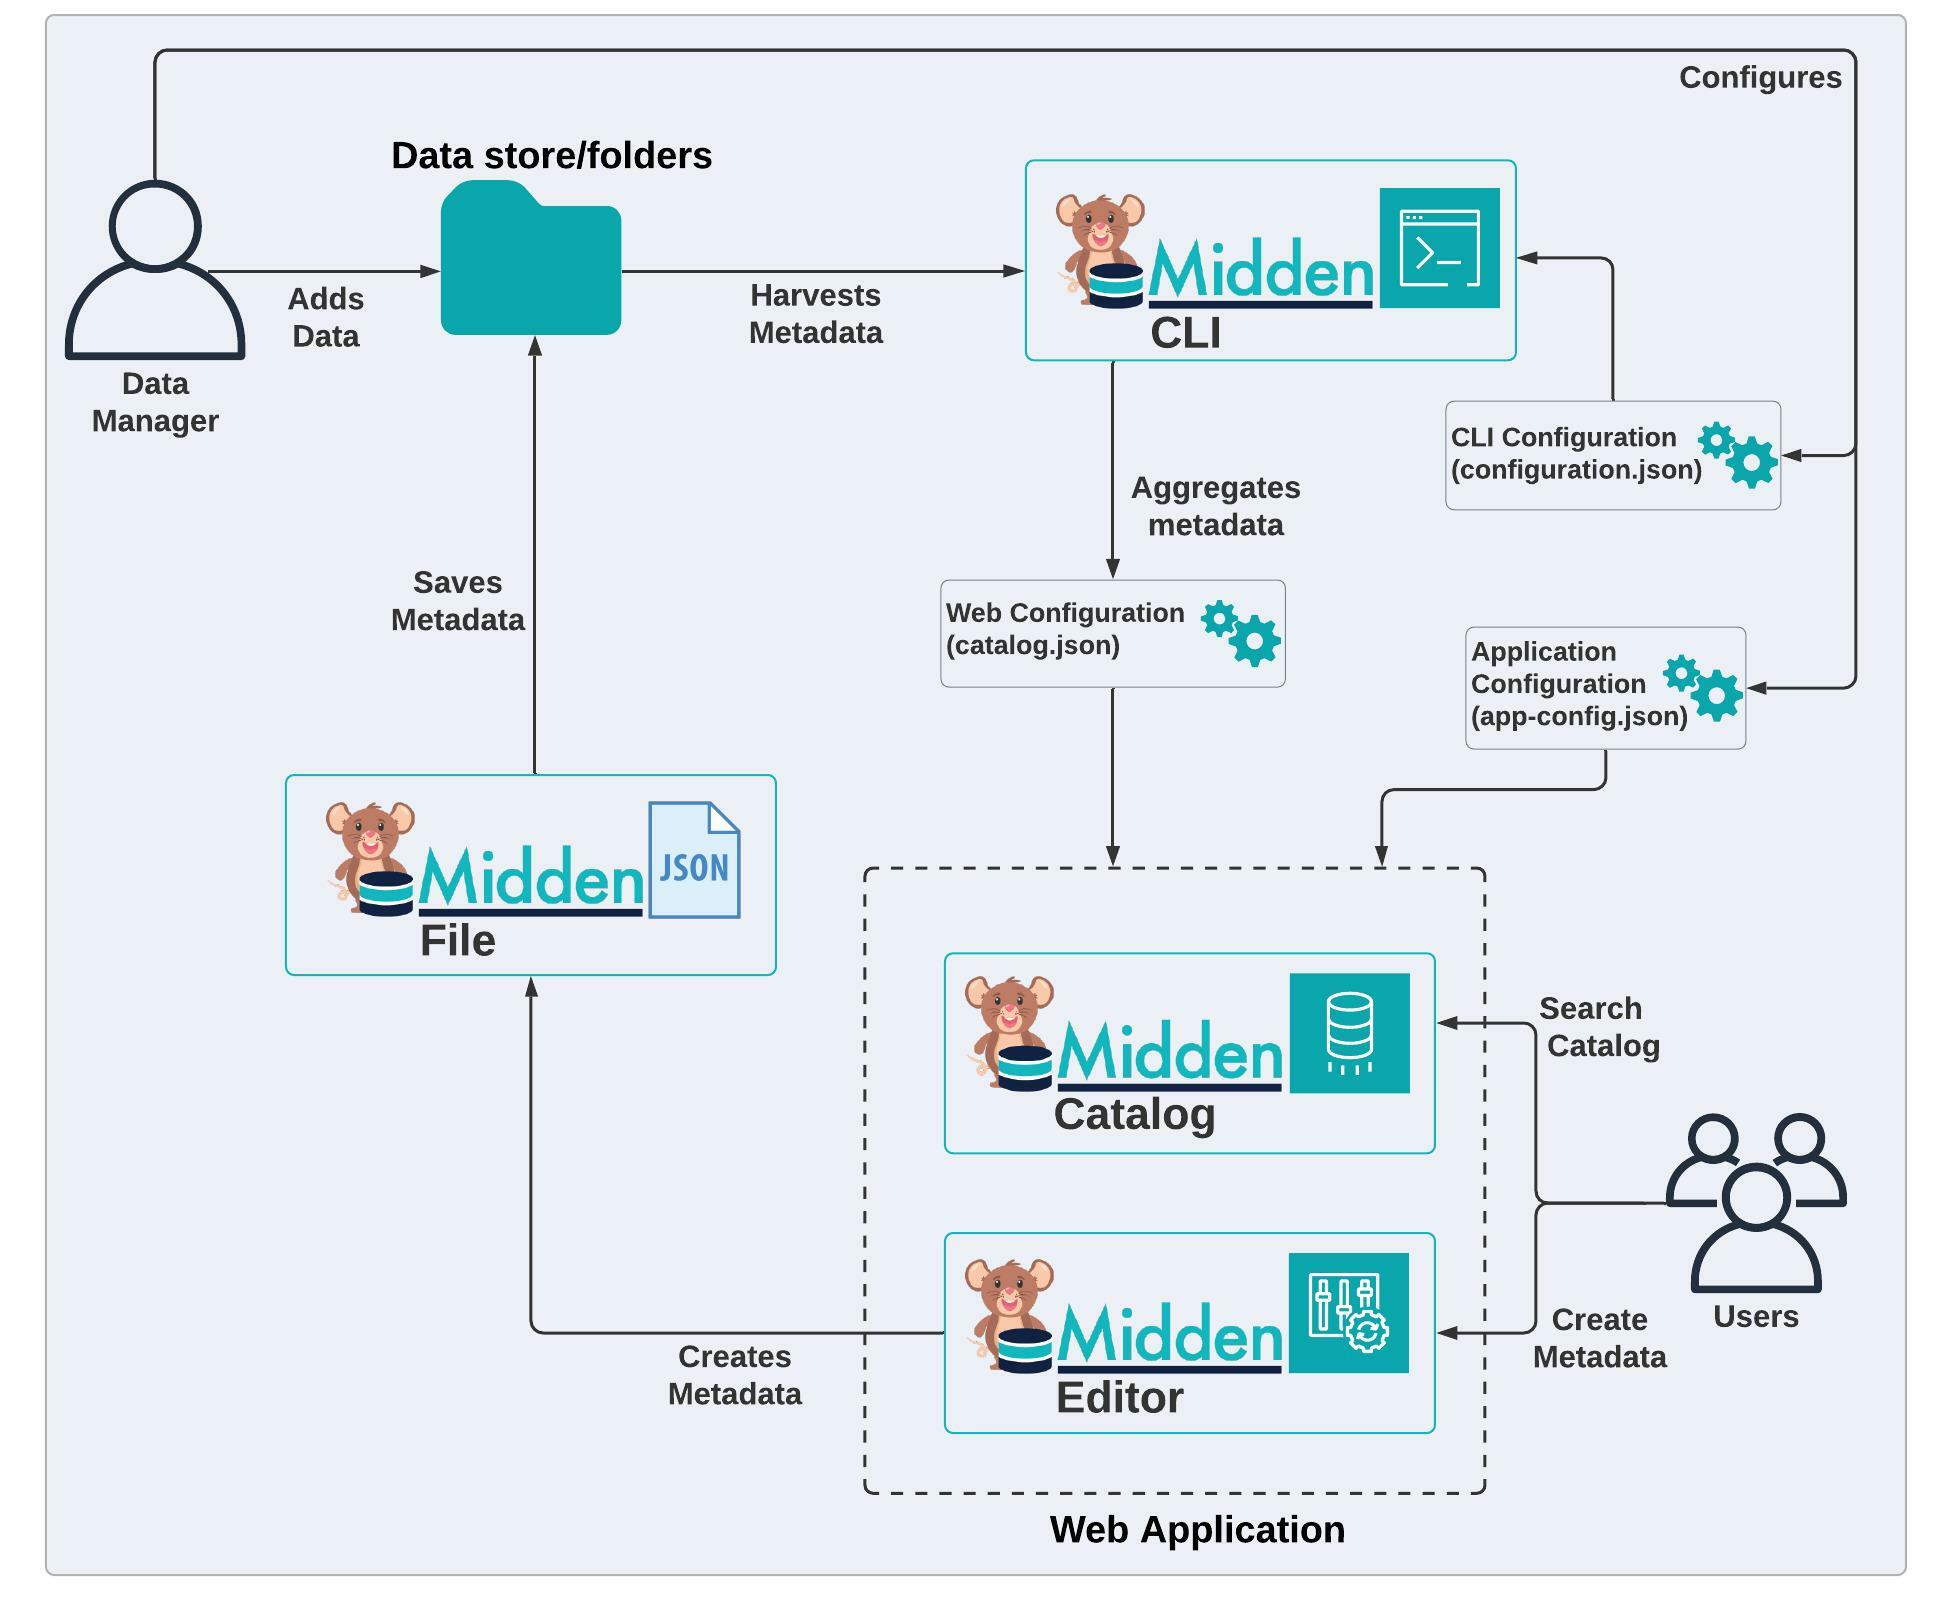 Configures
Data store/folders
Midden
CLI
Adds
Data
Harvests
Metadata
Data
Manager
CLI Configuration
(configuration.json)
Aggregates
metadata
Saves
Metadata
Web Configuration
(catalog.json)
Application
Configuration
(app-config.json)
Midden
JSON
File
Midden
Catalog
Search
Catalog
Midden
Editor
Users
Create
Metadata
Creates
Metadata
Web Application